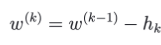 w^{(k)} = w^{(k-1)} - h_k